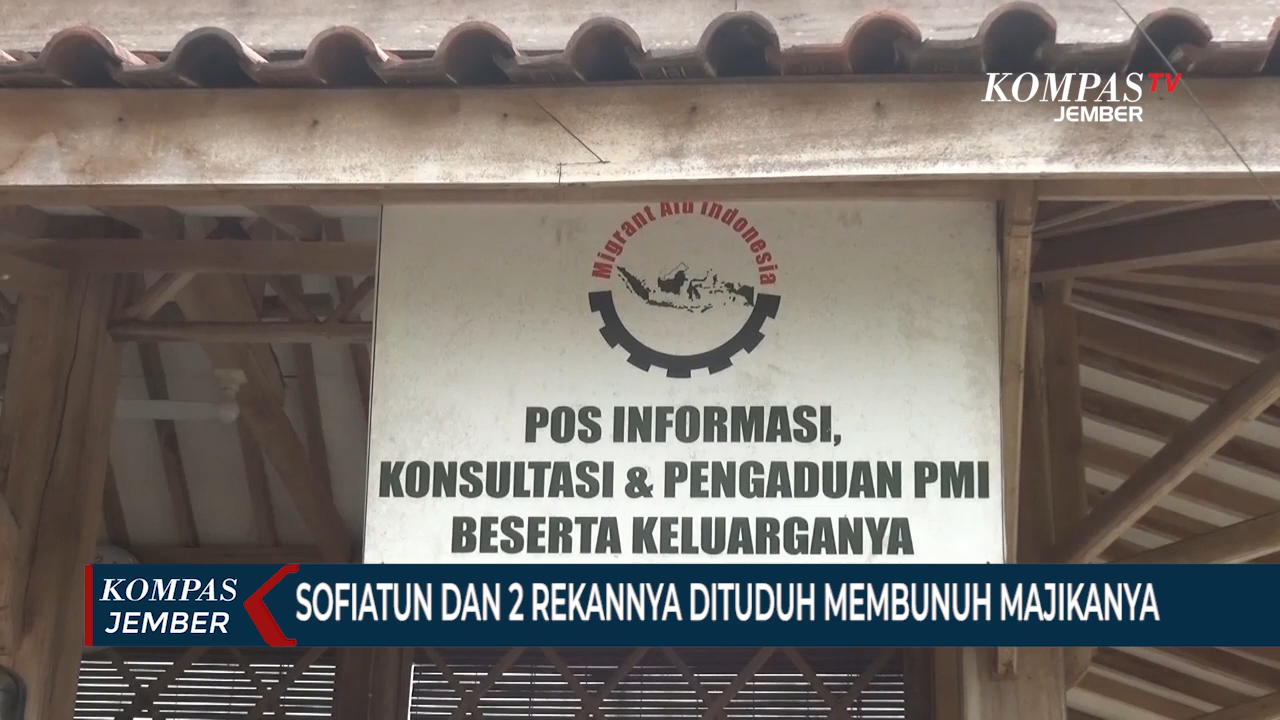 KOMPAS TV
JEMBER
Migrant Aid Indonesia
POS INFORMASI,
KONSULTASI & PENGADUAN PMI
BESERTA KELUARGANYA
KOMPAS
JEMBER
SOFIATUN DAN 2 REKANNYA DITUDUH MEMBUNUH MAJIKANYA